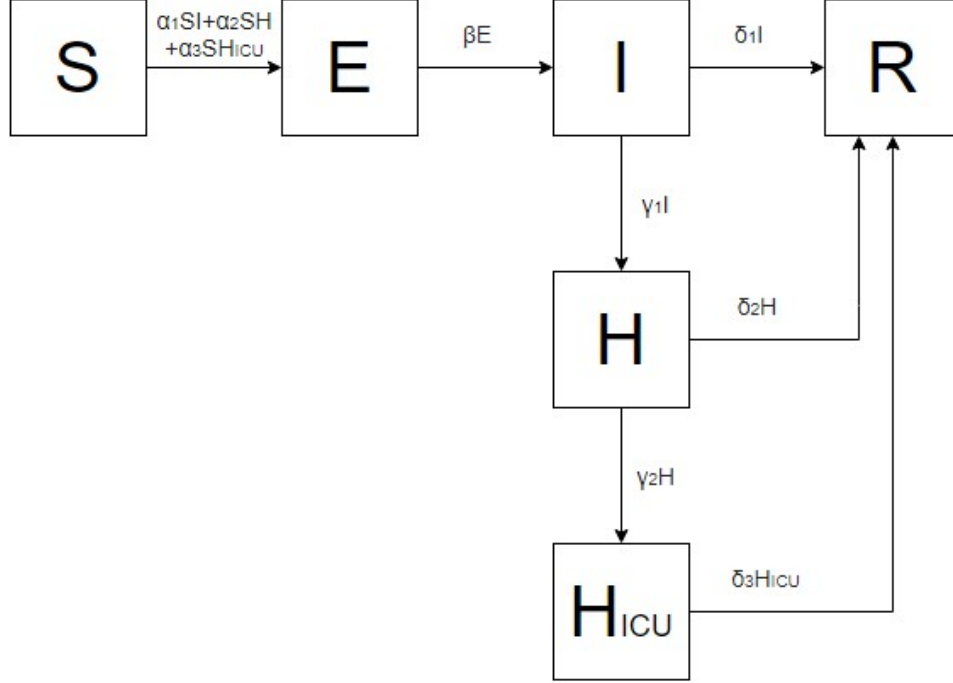 S
α₁SI+α₂SH
+α₃SHICU
E
βE
I
δ₁I
R
γ₁I
H
δ₂H
γ₂H
HICU
δ₃HICU